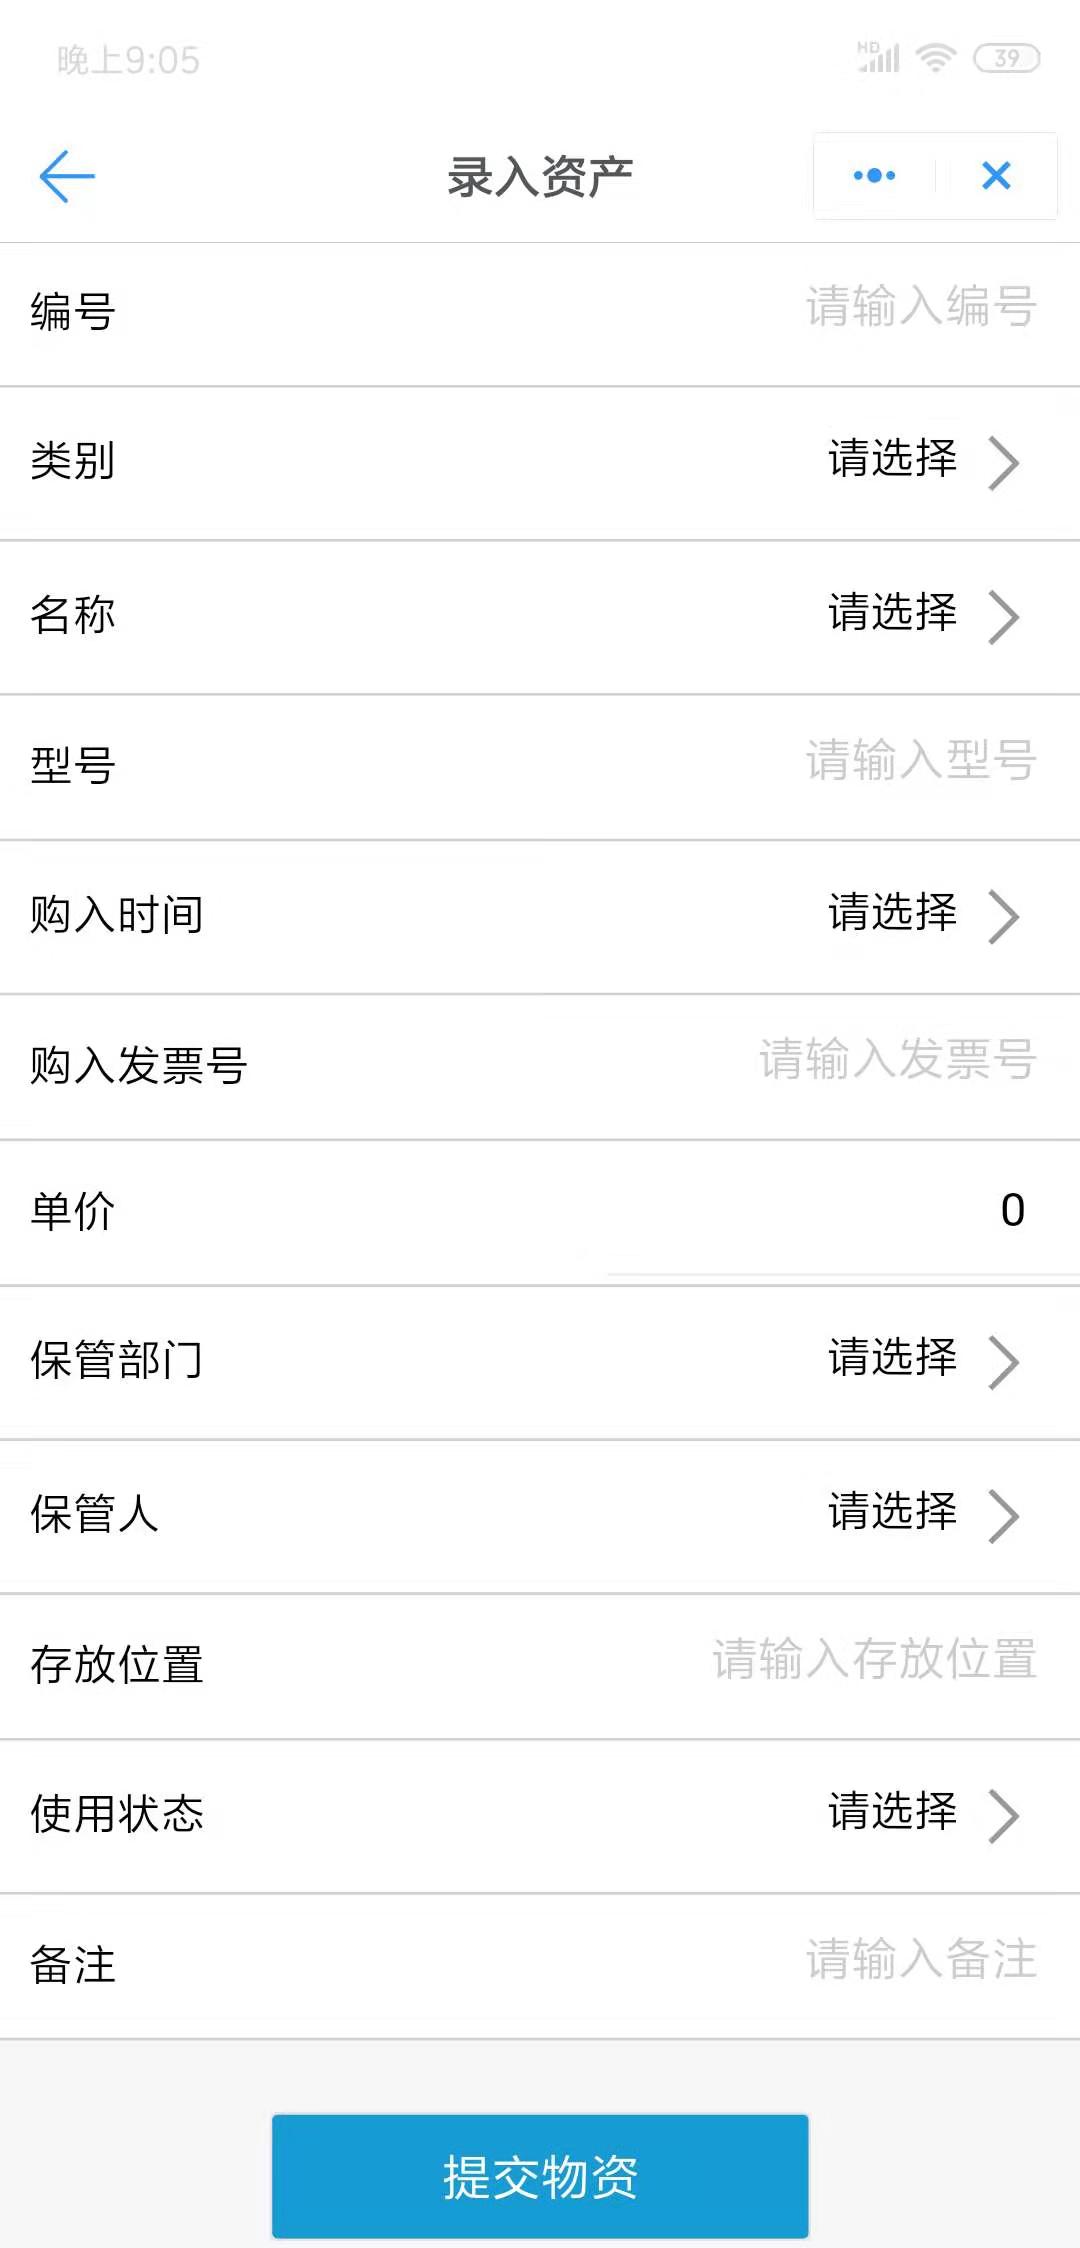 晚上9:05 HD 39
录入资产
编号 请输入编号
类别 请选择
名称 请选择
型号 请输入型号
购入时间 请选择
购入发票号 请输入发票号
单价 0
保管部门 请选择
保管人 请选择
存放位置 请输入存放位置
使用状态 请选择
备注 请输入备注
提交物资